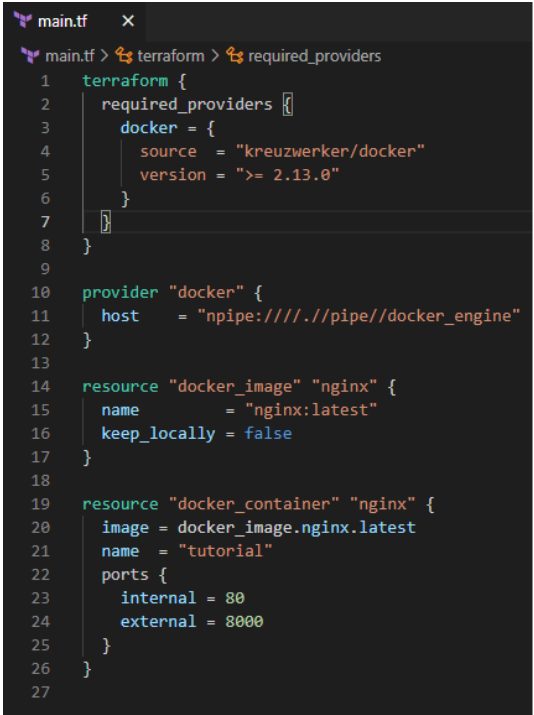 main.tf ×
main.tf > terraform > required_providers
1 terraform {
2   required_providers {
3     docker = {
4       source  = "kreuzwerker/docker"
5       version = ">= 2.13.0"
6     }
7   }
8 }
9
10 provider "docker" {
11   host    = "npipe:////.//pipe//docker_engine"
12 }
13
14 resource "docker_image" "nginx" {
15   name         = "nginx:latest"
16   keep_locally = false
17 }
18
19 resource "docker_container" "nginx" {
20   image = docker_image.nginx.latest
21   name  = "tutorial"
22   ports {
23     internal = 80
24     external = 8000
25   }
26 }
27